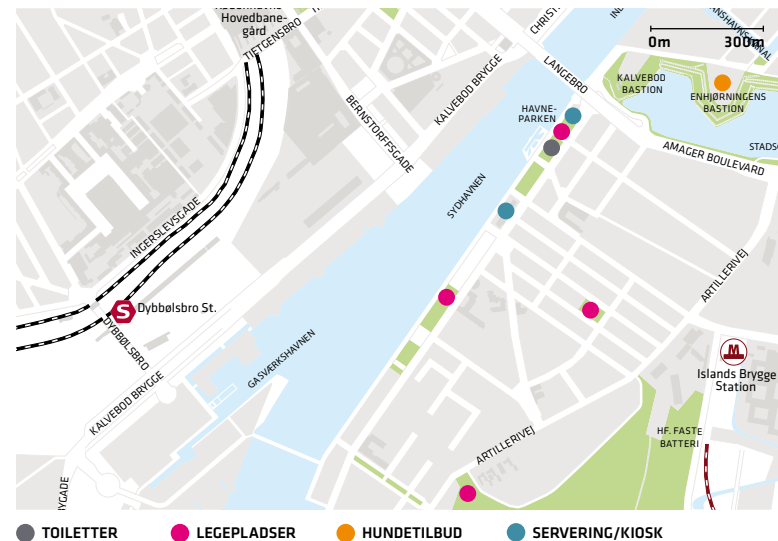 Hovedbane-
gård
TIETGENSBRO
0m 300m
LANGEBRO
KALVEBOD BRYGGE
KALVEBOD
BASTION
ENHJØRNINGENS
BASTION
HAVNE-
PARKEN
BERNSTORFFSGADE
AMAGER BOULEVARD
SYDHAVNEN
INGERSLEVSGADE
ARTILLERIVEJ
S Dybbølsbro St.
DYBBØLSBRO
GASVÆRKSHAVNEN
M
Islands Brygge
Station
KALVEBOD BRYGGE
HF. FASTE
BATTERI
ARTILLERIVEJ
TOILETTER LEGEPLADSER HUNDETILBUD SERVERING/KIOSK